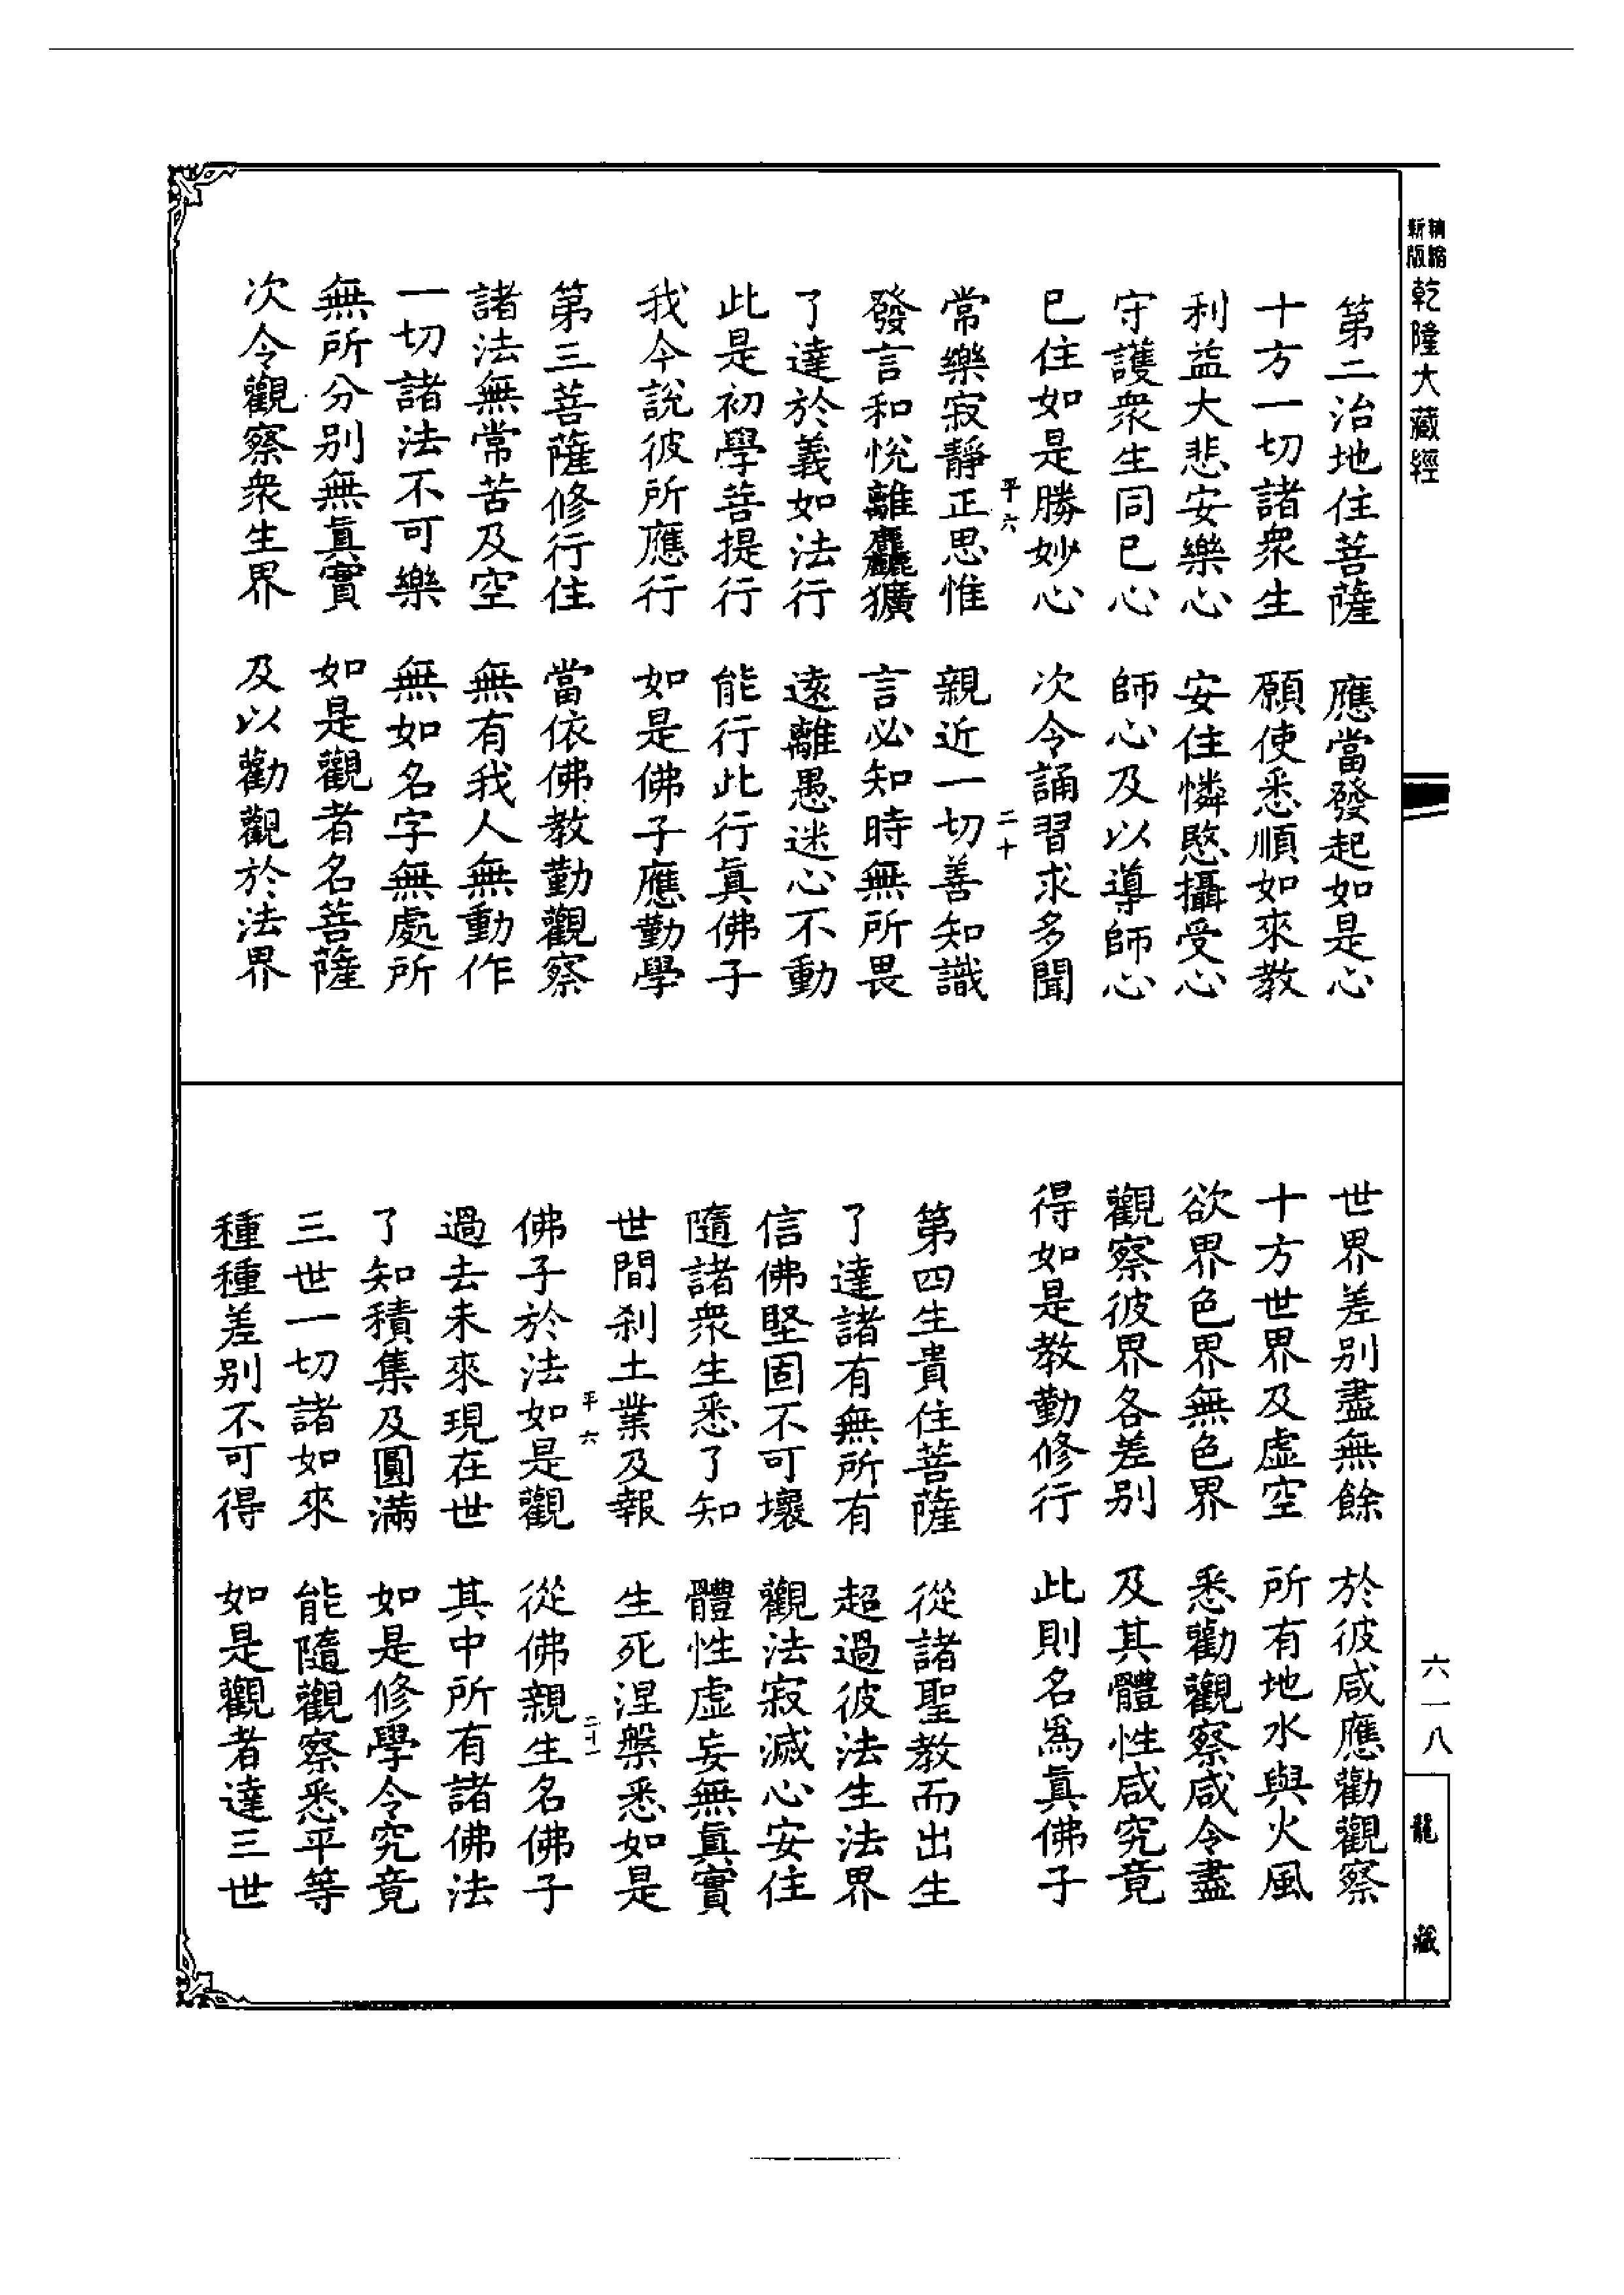 精縮新版
乾隆大藏經
第二治地住菩薩　應當發起如是心
十方一切諸衆生　願使悉順如來教
利益大悲安樂心　安住憐愍攝受心
守護衆生同巳心　師心及以導師心
巳住如是勝妙心　次令誦習求多聞
平六　二十
常樂寂靜正思惟　親近一切善知識
發言和悅離麤獷　言必知時無所畏
了達於義如法行　遠離愚迷心不動
此是初學菩提行　能行此行眞佛子
我今說彼所應行　如是佛子應勤學
第三菩薩修行住　當依佛教勤觀察
諸法無常苦及空　無有我人無動作
一切諸法不可樂　無如名字無處所
無所分别無眞實　如是觀者名菩薩
次令觀察衆生界　及以勸觀於法界
世界差别盡無餘　於彼咸應勸觀察
十方世界及虛空　所有地水與火風
欲界色界無色界　悉勸觀察咸令盡
觀察彼界各差别　及其體性咸究竟
得如是教勤修行　此則名爲眞佛子
第四生貴住菩薩　從諸聖教而出生
了達諸有無所有　超過彼法生法界
信佛堅固不可壞　觀法寂滅心安住
隨諸衆生悉了知　體性虛妄無眞實
世間刹土業及報　生死涅槃悉如是
平六　二十一
佛子於法如是觀　從佛親生名佛子
過去未來現在世　其中所有諸佛法
了知積集及圓滿　如是修學令究竟
三世一切諸如來　能隨觀察悉平等
種種差别不可得　如是觀者達三世
六一八
龍藏